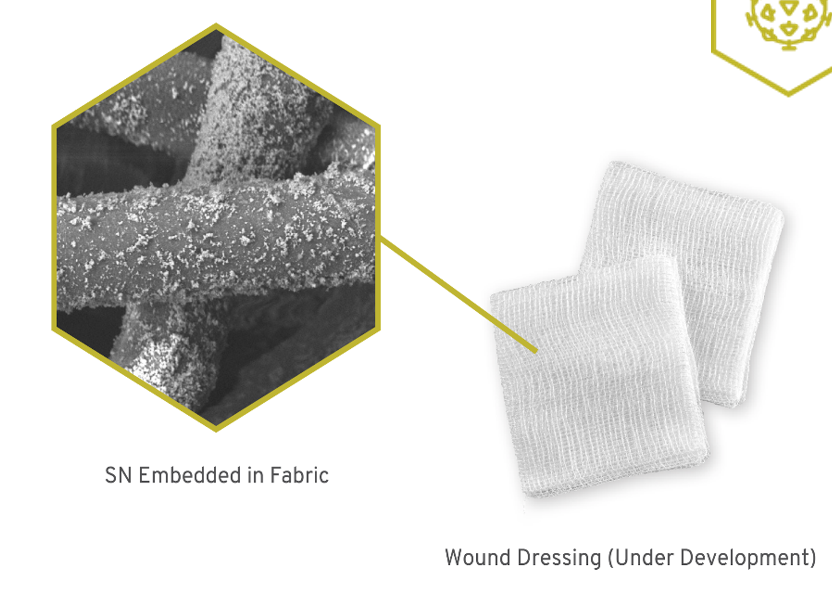 SN Embedded in Fabric
Wound Dressing (Under Development)